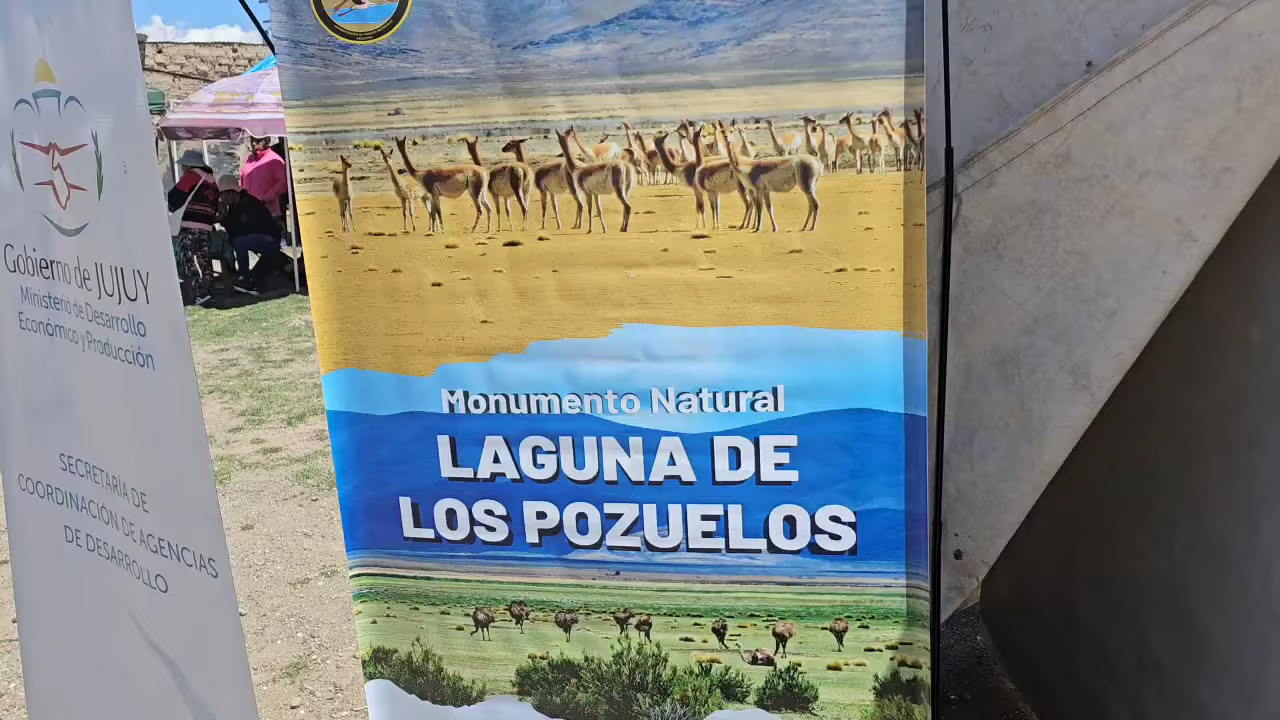 Gobierno de JUJUY
Ministerio de Desarrollo
Económico y Producción
SECRETARÍA DE
COORDINACIÓN DE AGENCIAS
DE DESARROLLO
Monumento Natural
LAGUNA DE
LOS POZUELOS